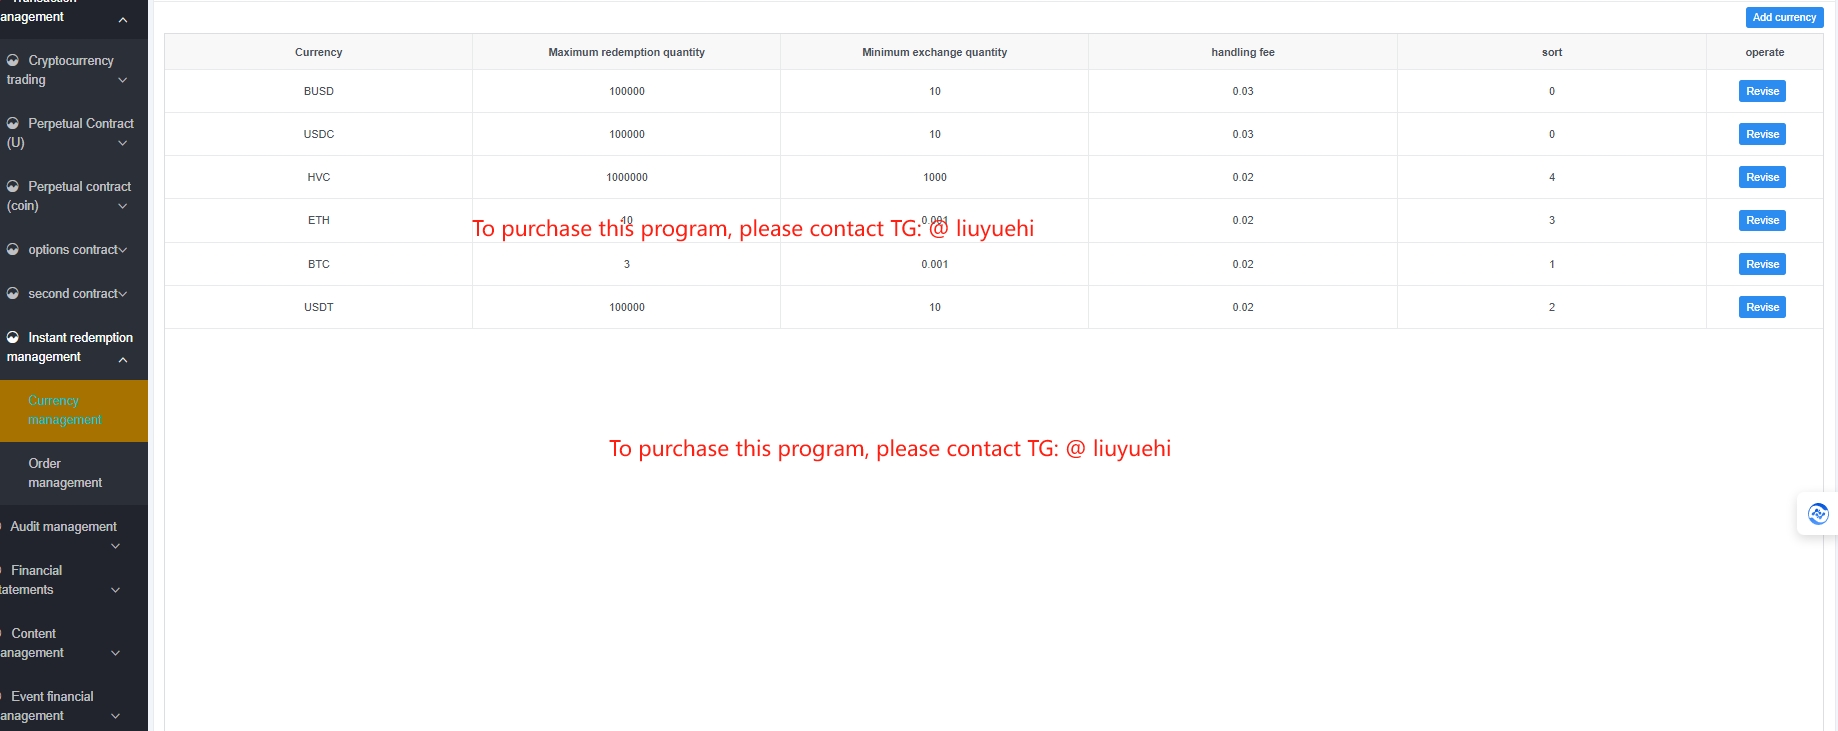 anagement
Cryptocurrency
trading
Perpetual Contract
(U)
Perpetual contract
(coin)
options contract
second contract
Instant redemption
management
Currency
management
Order
management
Audit management
Financial
tatements
Content
anagement
Event financial
anagement
Add currency
Currency Maximum redemption quantity Minimum exchange quantity handling fee sort operate
BUSD 100000 10 0.03 0 Revise
USDC 100000 10 0.03 0 Revise
HVC 1000000 1000 0.02 4 Revise
ETH 10 0.001 0.02 3 Revise
To purchase this program, please contact TG: @ liuyuehi
BTC 3 0.001 0.02 1 Revise
USDT 100000 10 0.02 2 Revise
To purchase this program, please contact TG: @ liuyuehi